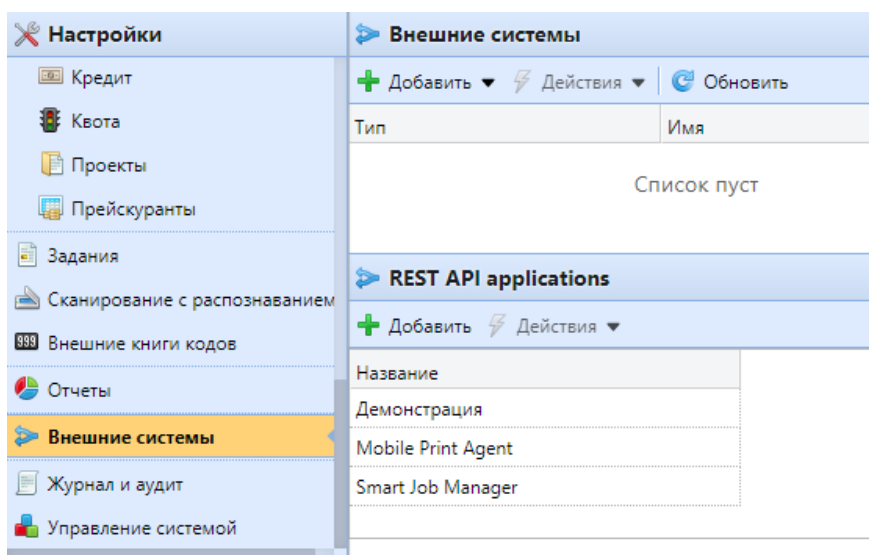 Настройки
Кредит
Квота
Проекты
Прейскуранты
Задания
Сканирование с распознаванием
999 Внешние книги кодов
Отчеты
Внешние системы
Журнал и аудит
Управление системой
Внешние системы
Добавить Действия Обновить
Тип Имя
Список пуст
REST API applications
Добавить Действия
Название
Демонстрация
Mobile Print Agent
Smart Job Manager